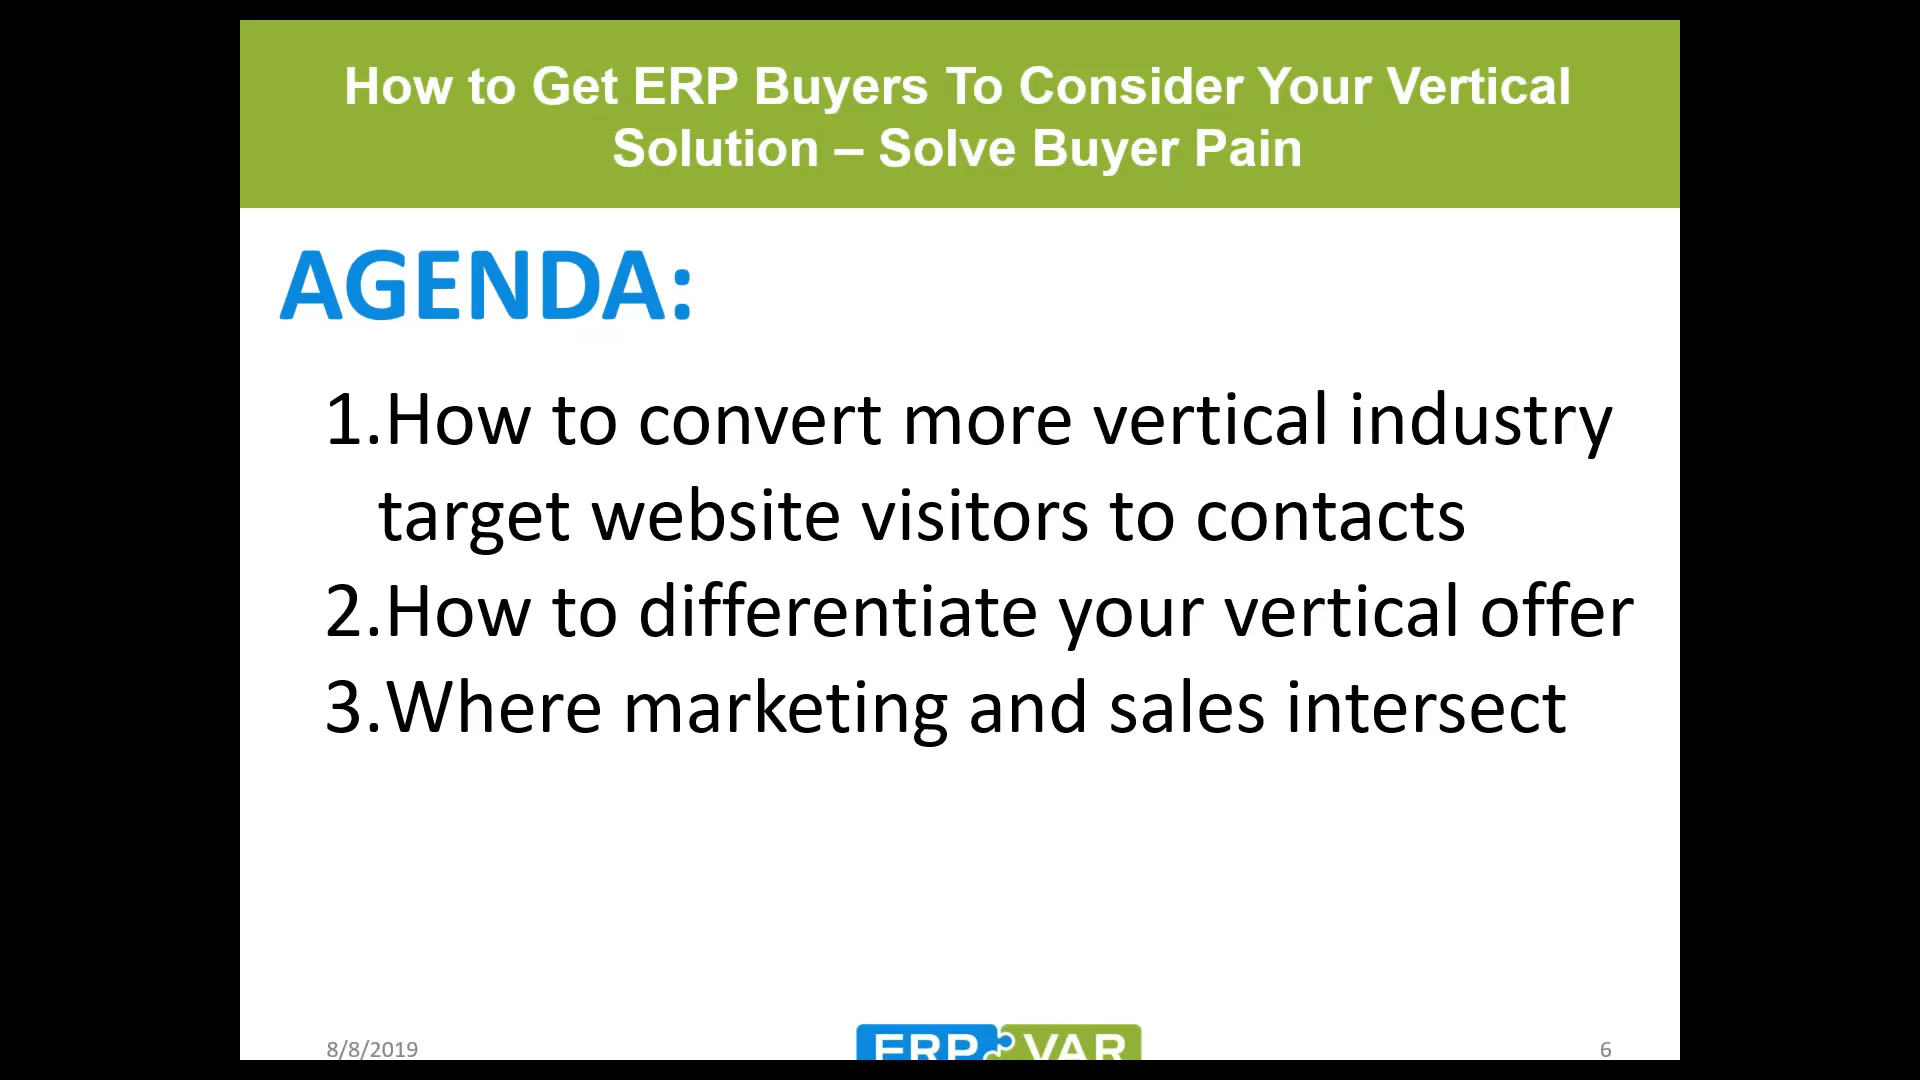 How to Get ERP Buyers To Consider Your Vertical
Solution – Solve Buyer Pain
AGENDA:
1.How to convert more vertical industry
target website visitors to contacts
2.How to differentiate your vertical offer
3.Where marketing and sales intersect
8/8/2019
ERP VAR
6